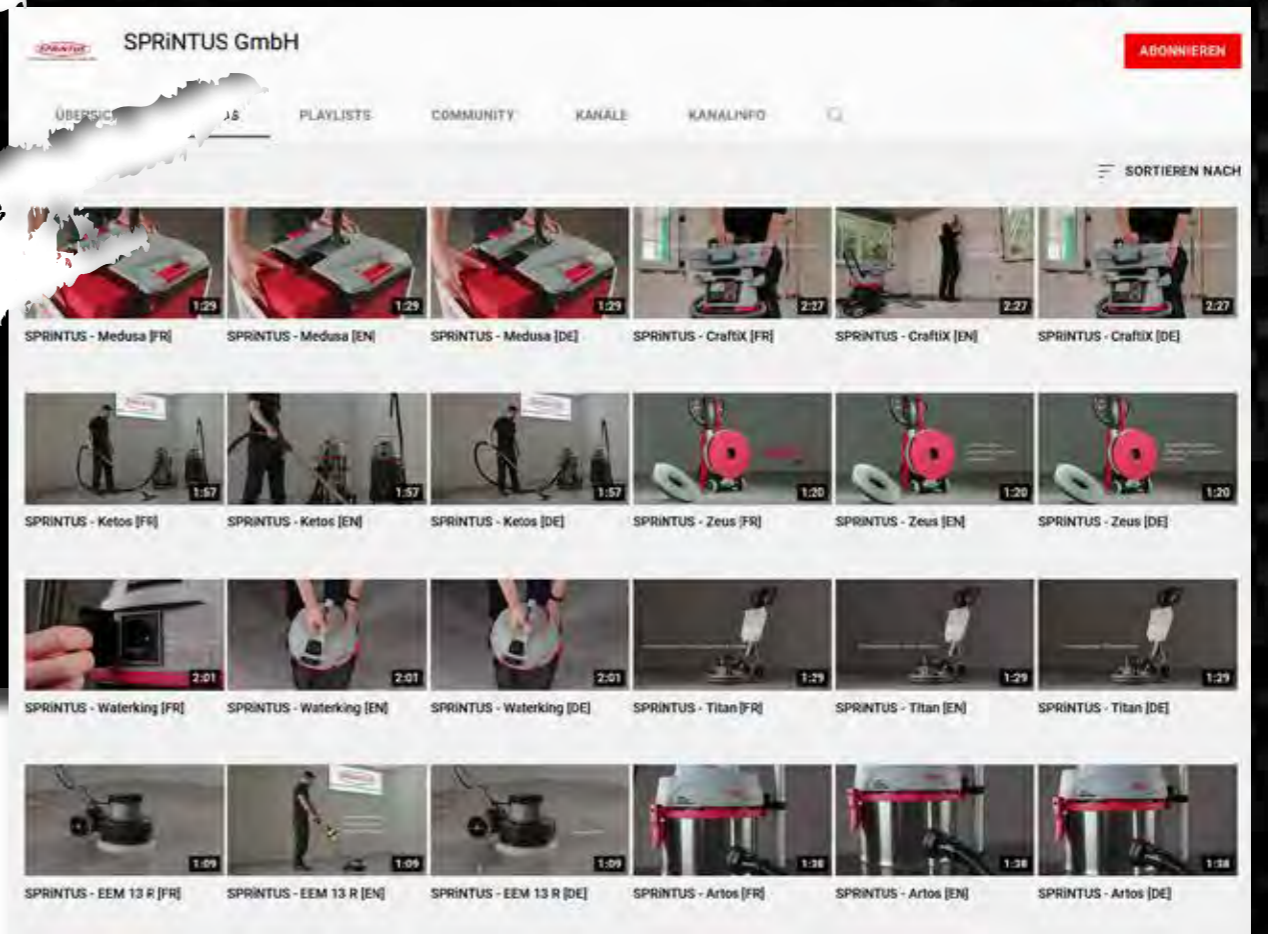 SPRiNTUS
SPRiNTUS GmbH
ABONNIEREN
PLAYLISTS COMMUNITY KANÄLE KANALINFO
SORTIEREN NACH
1:29 1:29 1:29 2:27 2:27 2:27
SPRiNTUS - Medusa [FR] SPRiNTUS - Medusa [EN] SPRiNTUS - Medusa [DE] SPRiNTUS - CraftiX [FR] SPRiNTUS - CraftiX [EN] SPRiNTUS - CraftiX [DE]
1:57 1:57 1:57 1:20 1:20 1:20
SPRiNTUS - Ketos [FR] SPRiNTUS - Ketos [EN] SPRiNTUS - Ketos [DE] SPRiNTUS - Zeus [FR] SPRiNTUS - Zeus [EN] SPRiNTUS - Zeus [DE]
2:01 2:01 2:01 1:29 1:29 1:29
SPRiNTUS - Waterking [FR] SPRiNTUS - Waterking [EN] SPRiNTUS - Waterking [DE] SPRiNTUS - Titan [FR] SPRiNTUS - Titan [EN] SPRiNTUS - Titan [DE]
1:09 1:09 1:09 1:38 1:38 1:38
SPRiNTUS - EEM 13 R [FR] SPRiNTUS - EEM 13 R [EN] SPRiNTUS - EEM 13 R [DE] SPRiNTUS - Artos [FR] SPRiNTUS - Artos [EN] SPRiNTUS - Artos [DE]